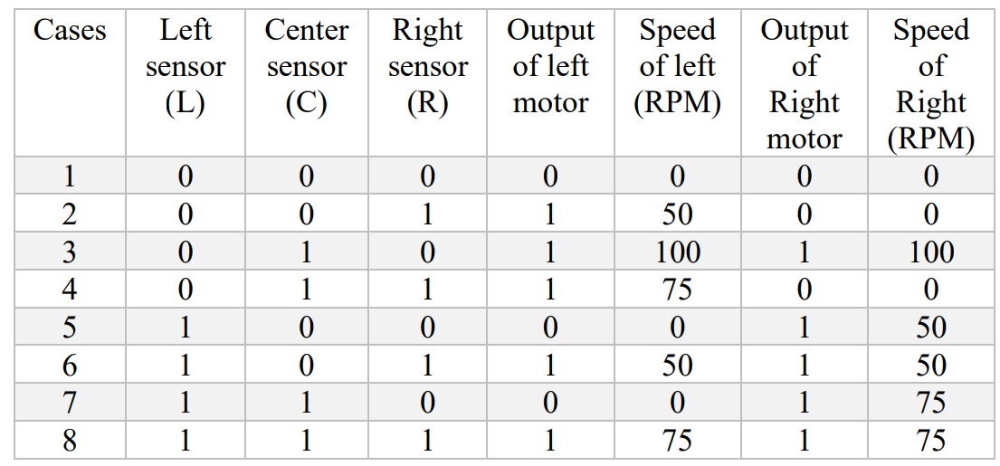 Cases Left Center Right Output Speed Output Speed
sensor sensor sensor of left of left of of
(L) (C) (R) motor (RPM) Right Right
motor (RPM)
1 0 0 0 0 0 0 0
2 0 0 1 1 50 0 0
3 0 1 0 1 100 1 100
4 0 1 1 1 75 0 0
5 1 0 0 0 0 1 50
6 1 0 1 1 50 1 50
7 1 1 0 0 0 1 75
8 1 1 1 1 75 1 75